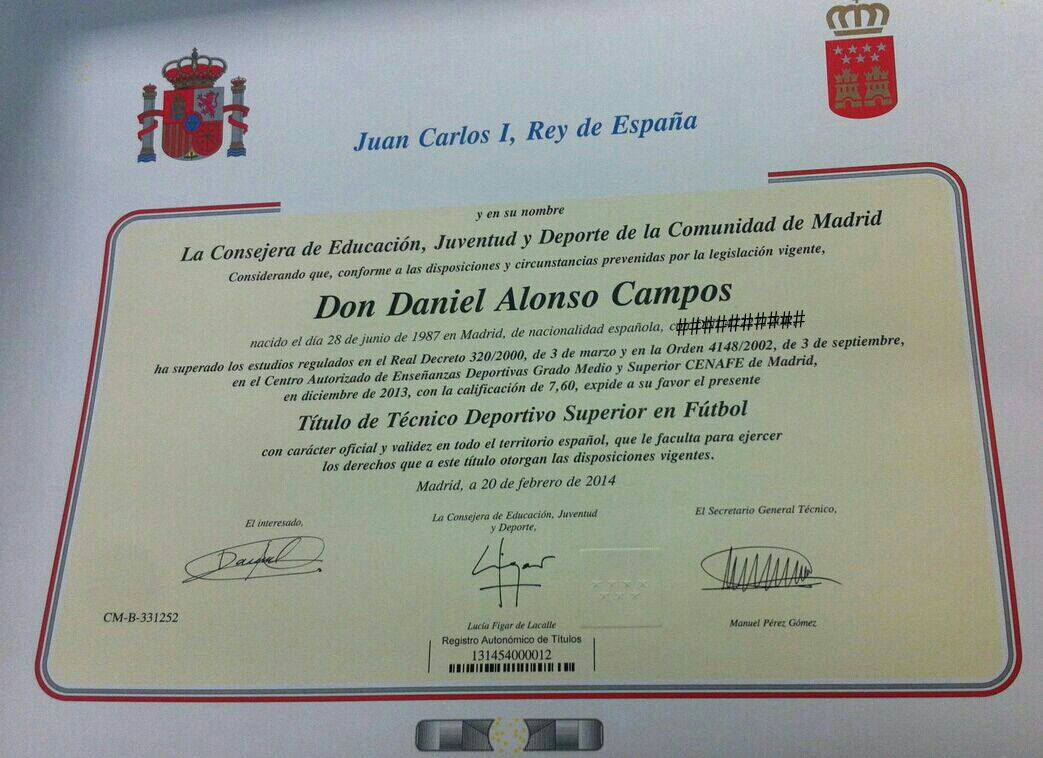 Juan Carlos I, Rey de España
y en su nombre
La Consejera de Educación, Juventud y Deporte de la Comunidad de Madrid
Considerando que, conforme a las disposiciones y circunstancias prevenidas por la legislación vigente,
Don Daniel Alonso Campos
nacido el día 28 de junio de 1987 en Madrid, de nacionalidad española, ##########
ha superado los estudios regulados en el Real Decreto 320/2000, de 3 de marzo y en la Orden 4148/2002, de 3 de septiembre,
en el Centro Autorizado de Enseñanzas Deportivas Grado Medio y Superior CENAFE de Madrid,
en diciembre de 2013, con la calificación de 7,60, expide a su favor el presente
Título de Técnico Deportivo Superior en Fútbol
con carácter oficial y validez en todo el territorio español, que le faculta para ejercer
los derechos que a este título otorgan las disposiciones vigentes.
Madrid, a 20 de febrero de 2014
El interesado,
La Consejera de Educación, Juventud
y Deporte,
El Secretario General Técnico,
Daniel
Figar
CM-B-331252
Lucía Figar de Lacalle
Manuel Pérez Gómez
Registro Autonómico de Títulos
131454000012